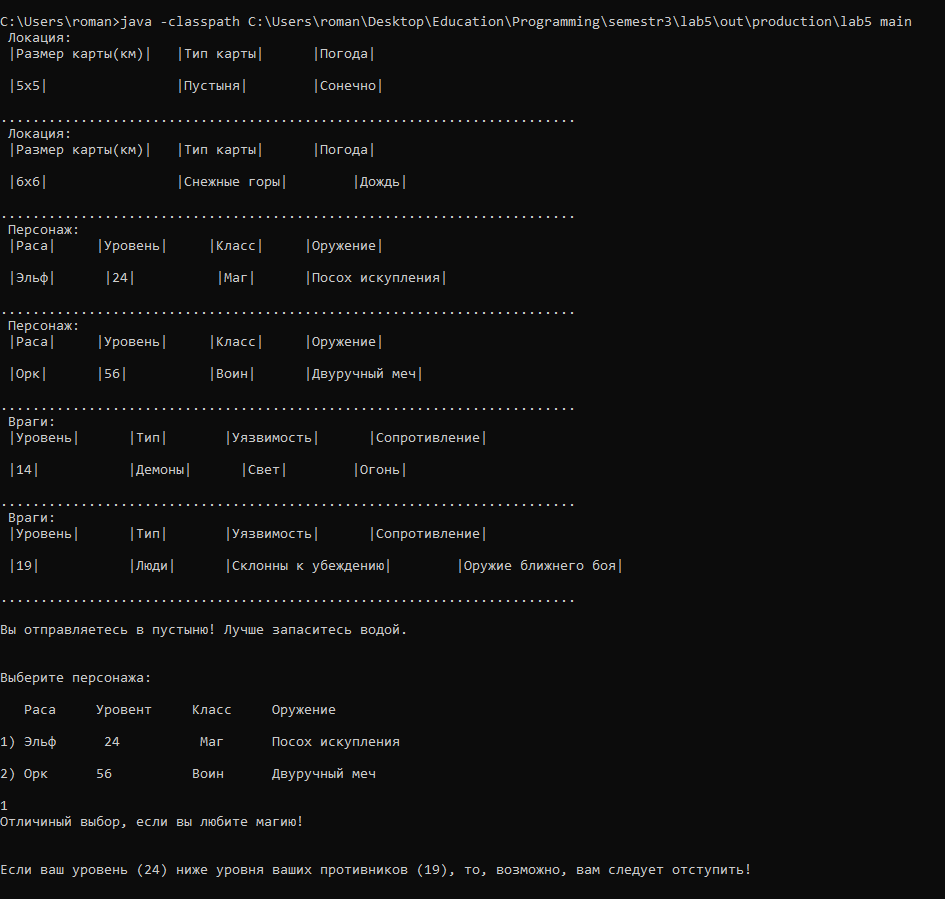 C:\Users\roman>java -classpath C:\Users\roman\Desktop\Education\Programming\semestr3\lab5\out\production\lab5 main
Локация:
|Размер карты(км)| |Тип карты| |Погода|
|5x5| |Пустыня| |Сонечно|
........................................................................
Локация:
|Размер карты(км)| |Тип карты| |Погода|
|6x6| |Снежные горы| |Дождь|
........................................................................
Персонаж:
|Раса| |Уровень| |Класс| |Оружение|
|Эльф| |24| |Маг| |Посох искупления|
........................................................................
Персонаж:
|Раса| |Уровень| |Класс| |Оружение|
|Орк| |56| |Воин| |Двуручный меч|
........................................................................
Враги:
|Уровень| |Тип| |Уязвимость| |Сопротивление|
|14| |Демоны| |Свет| |Огонь|
........................................................................
Враги:
|Уровень| |Тип| |Уязвимость| |Сопротивление|
|19| |Люди| |Склонны к убеждению| |Оружие ближнего боя|
........................................................................
Вы отправляетесь в пустыню! Лучше запаситесь водой.
Выберите персонажа:
Раса Уровент Класс Оружение
1) Эльф 24 Маг Посох искупления
2) Орк 56 Воин Двуручный меч
1
Отличиный выбор, если вы любите магию!
Если ваш уровень (24) ниже уровня ваших противников (19), то, возможно, вам следует отступить!